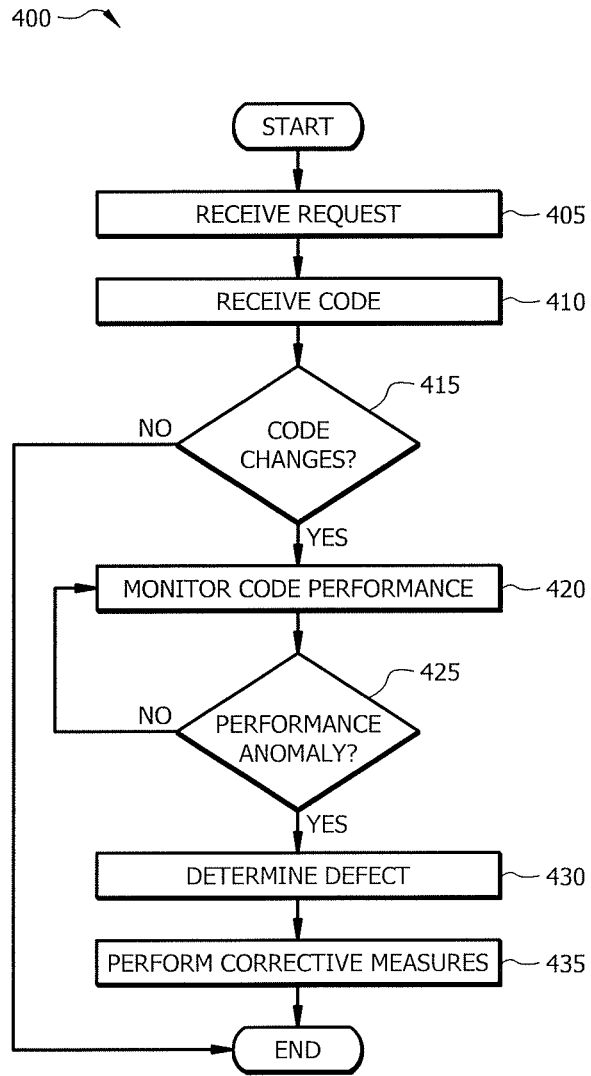 400
START
RECEIVE REQUEST
405
RECEIVE CODE
410
415
CODE
CHANGES?
NO
YES
MONITOR CODE PERFORMANCE
420
425
PERFORMANCE
ANOMALY?
NO
YES
DETERMINE DEFECT
430
PERFORM CORRECTIVE MEASURES
435
END